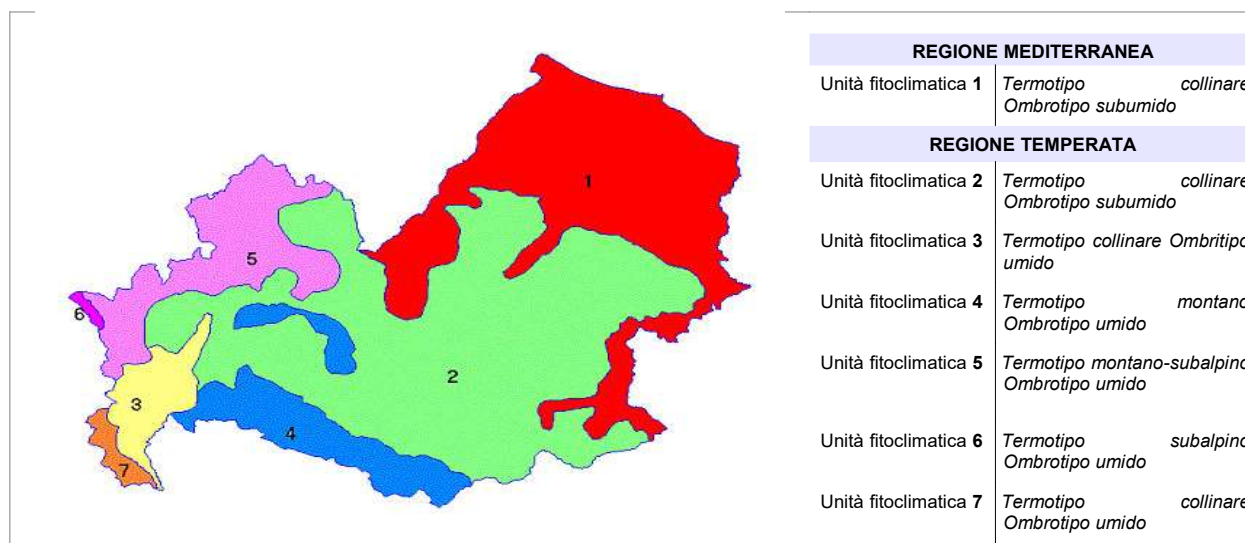 1
5
6
2
3
4
7
REGIONE MEDITERRANEA
Unità fitoclimatica 1 Termotipo collinare
Ombrotipo subumido
REGIONE TEMPERATA
Unità fitoclimatica 2 Termotipo collinare
Ombrotipo subumido
Unità fitoclimatica 3 Termotipo collinare Ombritipo
umido
Unità fitoclimatica 4 Termotipo montano
Ombrotipo umido
Unità fitoclimatica 5 Termotipo montano-subalpino
Ombrotipo umido
Unità fitoclimatica 6 Termotipo subalpino
Ombrotipo umido
Unità fitoclimatica 7 Termotipo collinare
Ombrotipo umido